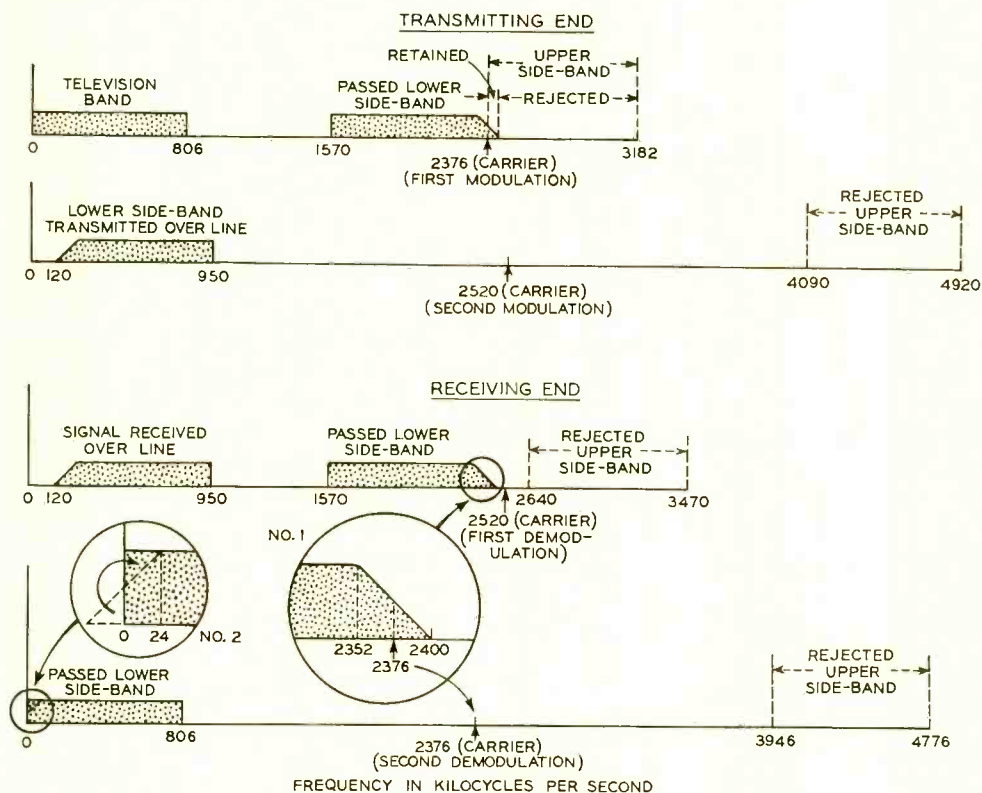 TRANSMITTING END
RETAINED
UPPER
SIDE-BAND
TELEVISION
BAND
PASSED LOWER
SIDE-BAND
REJECTED
0
806
1570
3182
2376 (CARRIER)
(FIRST MODULATION)
LOWER SIDE-BAND
TRANSMITTED OVER LINE
REJECTED
UPPER
SIDE-BAND
0 120
950
2520 (CARRIER)
(SECOND MODULATION)
4090
4920
RECEIVING END
SIGNAL RECEIVED
OVER LINE
PASSED LOWER
SIDE-BAND
REJECTED
UPPER
SIDE-BAND
0 120
950
1570
2640
3470
2520 (CARRIER)
(FIRST DEMOD-
ULATION)
NO. 1
0 24
NO. 2
2352
2400
2376
PASSED LOWER
SIDE-BAND
REJECTED
UPPER
SIDE-BAND
0
806
2376 (CARRIER)
(SECOND DEMODULATION)
3946
4776
FREQUENCY IN KILOCYCLES PER SECOND